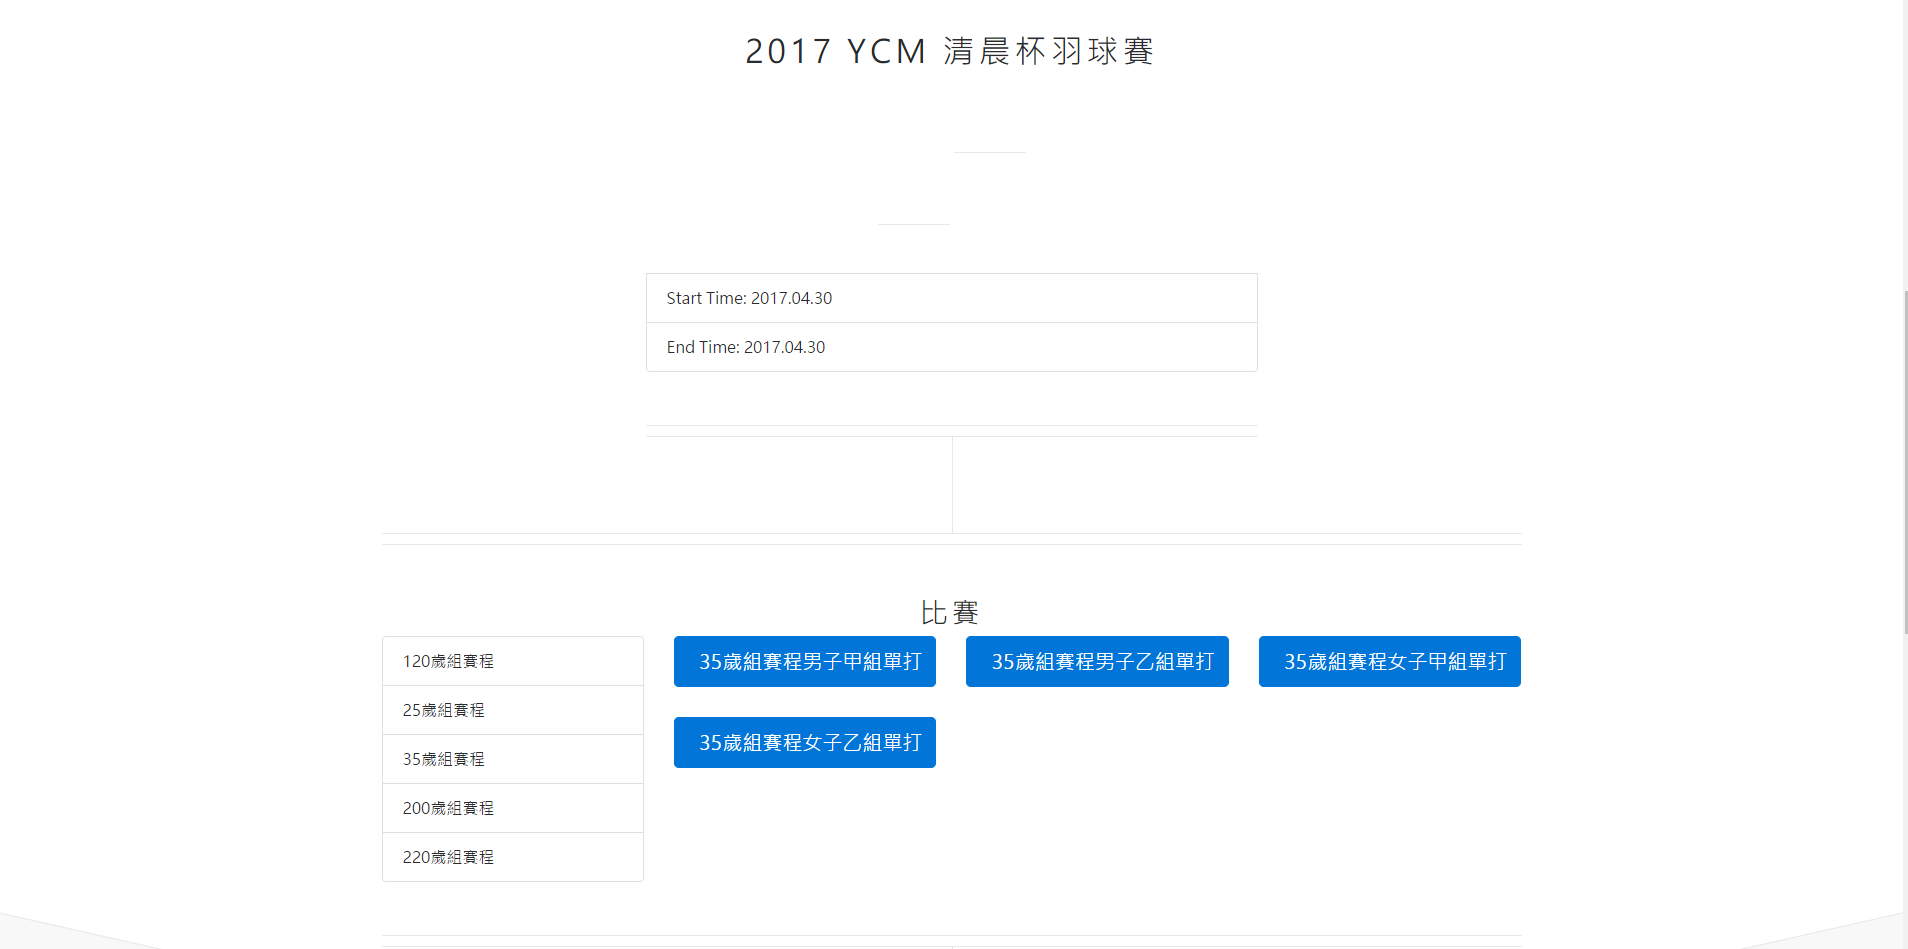 2017 YCM 清晨杯羽球賽
Start Time: 2017.04.30
End Time: 2017.04.30
比賽
120歲組賽程
25歲組賽程
35歲組賽程
200歲組賽程
220歲組賽程
35歲組賽程男子甲組單打
35歲組賽程男子乙組單打
35歲組賽程女子甲組單打
35歲組賽程女子乙組單打